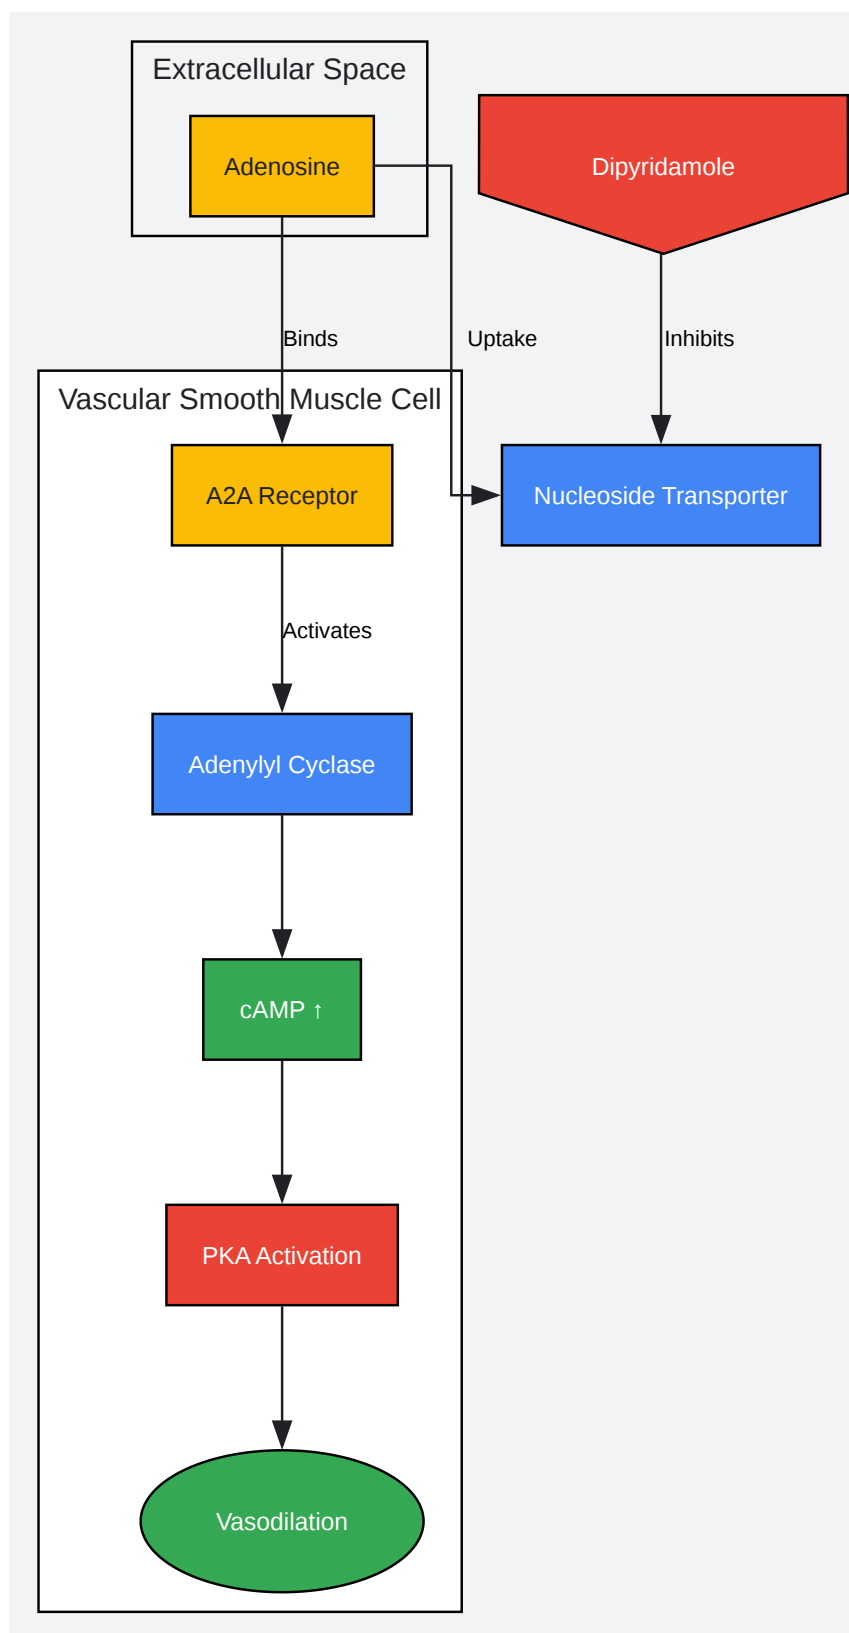 Extracellular Space
Adenosine
Dipyridamole
Binds
Uptake
Inhibits
Vascular Smooth Muscle Cell
A2A Receptor
Nucleoside Transporter
Activates
Adenylyl Cyclase
cAMP ↑
PKA Activation
Vasodilation